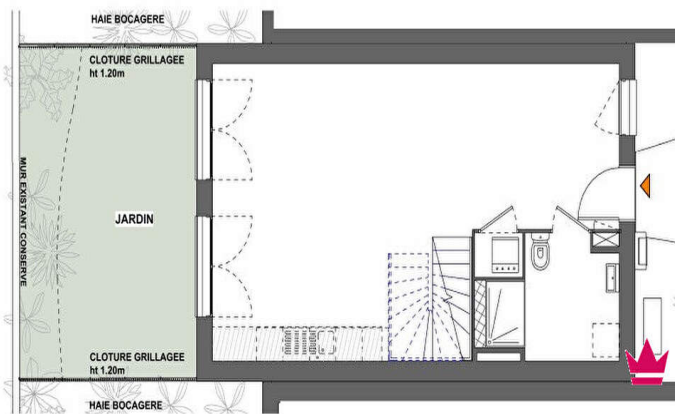 HAIE BOCAGERE
CLOTURE GRILLAGEE
ht 1.20m
MUR EXISTANT CONSERVE
JARDIN
CLOTURE GRILLAGEE
ht 1.20m
HAIE BOCAGERE